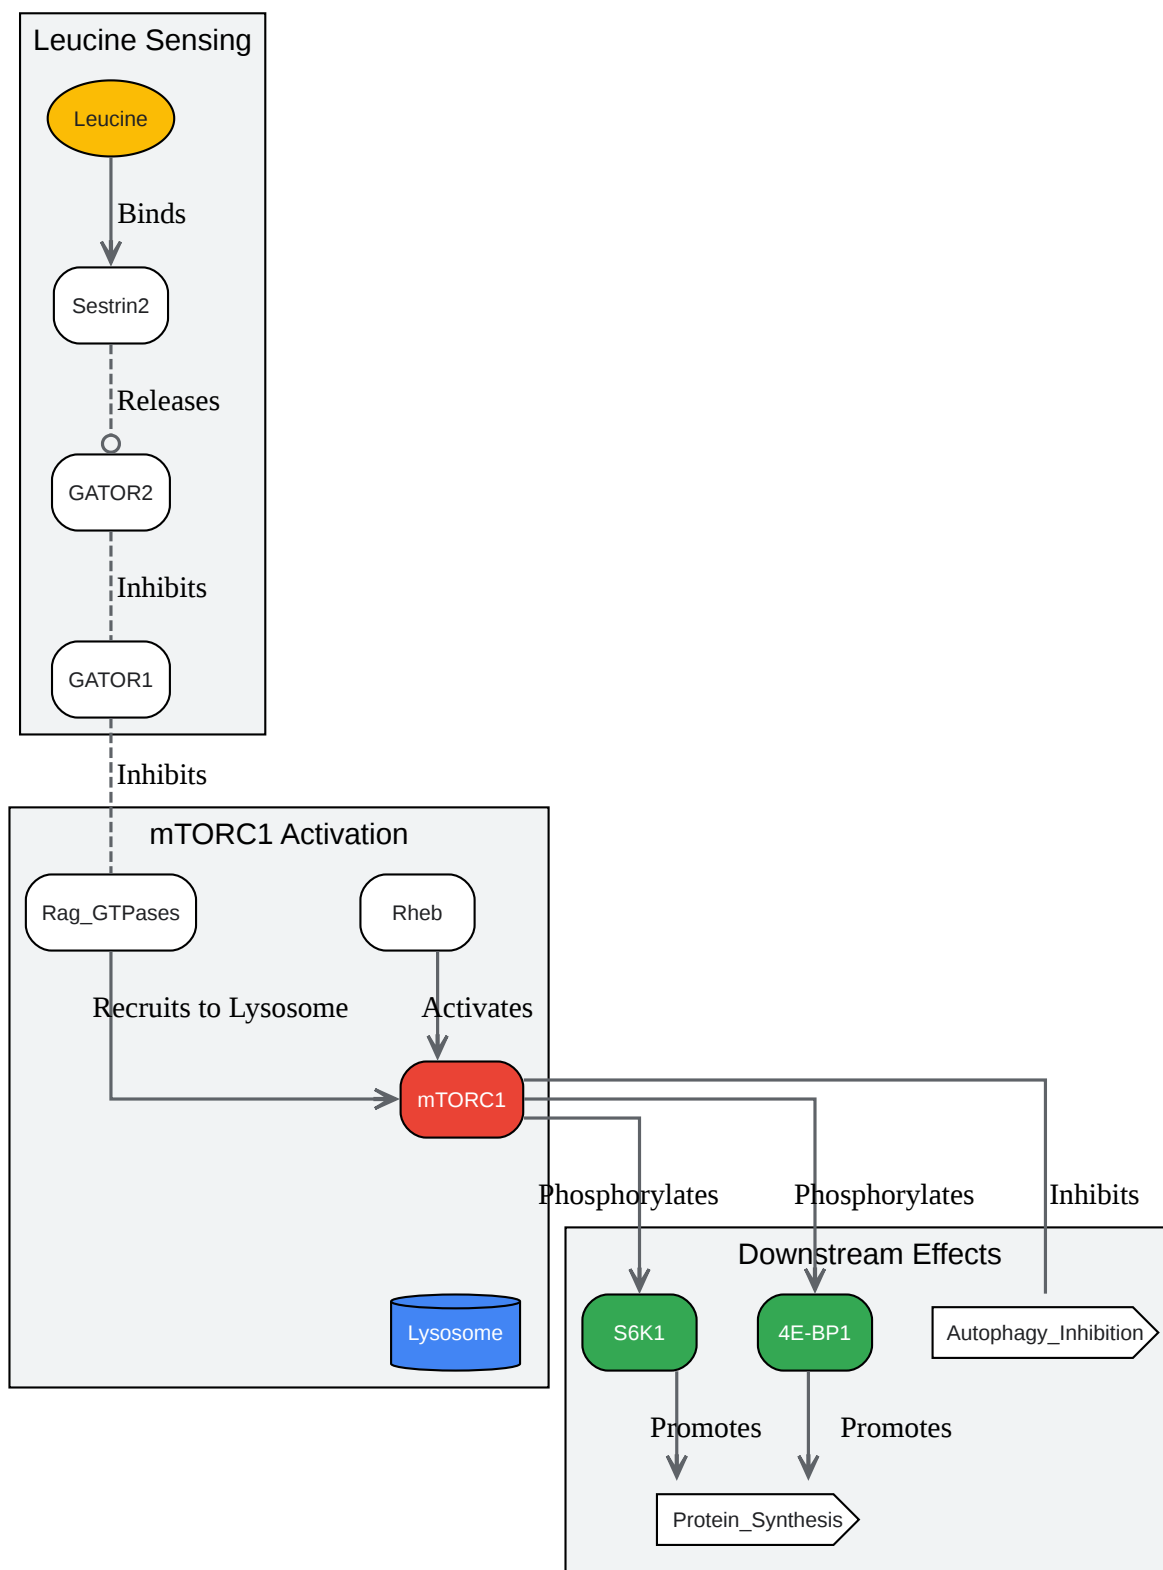 Leucine Sensing
Leucine
Binds
Sestrin2
Releases
GATOR2
Inhibits
GATOR1
Inhibits
mTORC1 Activation
Rag_GTPases
Rheb
Recruits to Lysosome
Activates
mTORC1
Phosphorylates
Phosphorylates
Inhibits
Downstream Effects
Lysosome
S6K1
4E-BP1
Autophagy_Inhibition
Promotes
Promotes
Protein_Synthesis